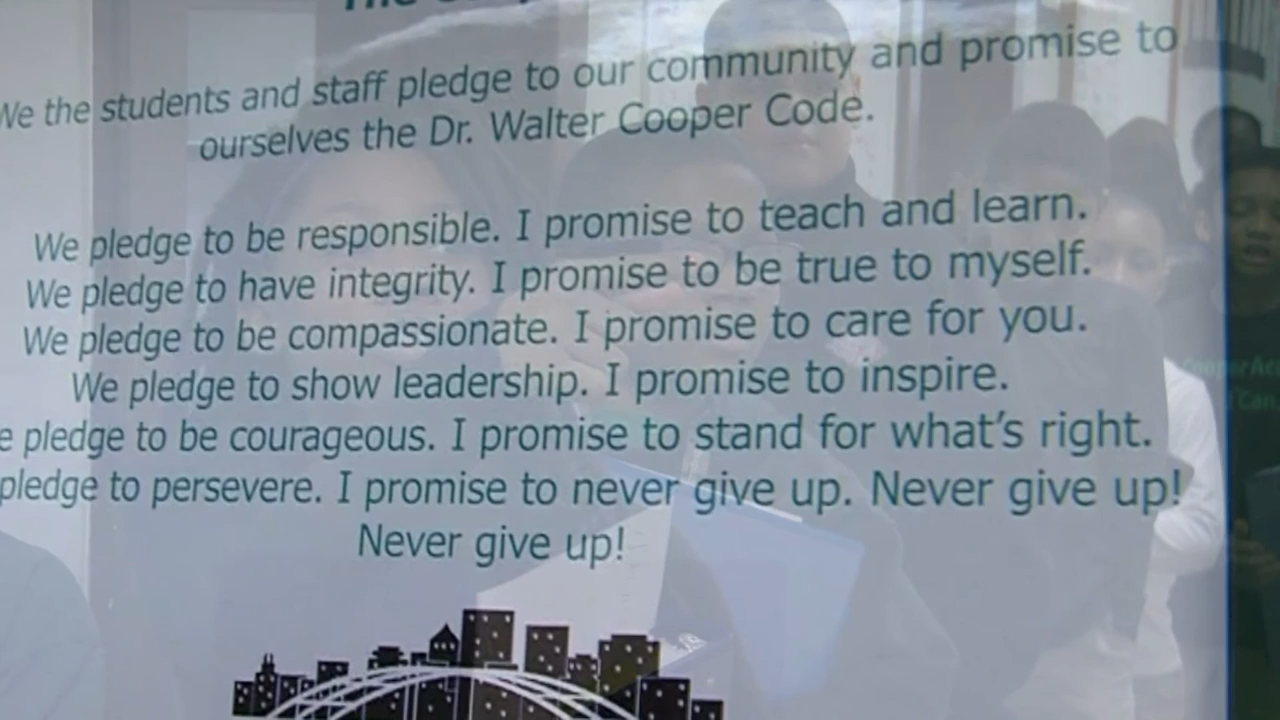 The
We the students and staff pledge to our community and promise to
ourselves the Dr. Walter Cooper Code.
We pledge to be responsible. I promise to teach and learn.
We pledge to have integrity. I promise to be true to myself.
We pledge to be compassionate. I promise to care for you.
We pledge to show leadership. I promise to inspire.
pledge to be courageous. I promise to stand for what's right.
pledge to persevere. I promise to never give up. Never give up!
Never give up!